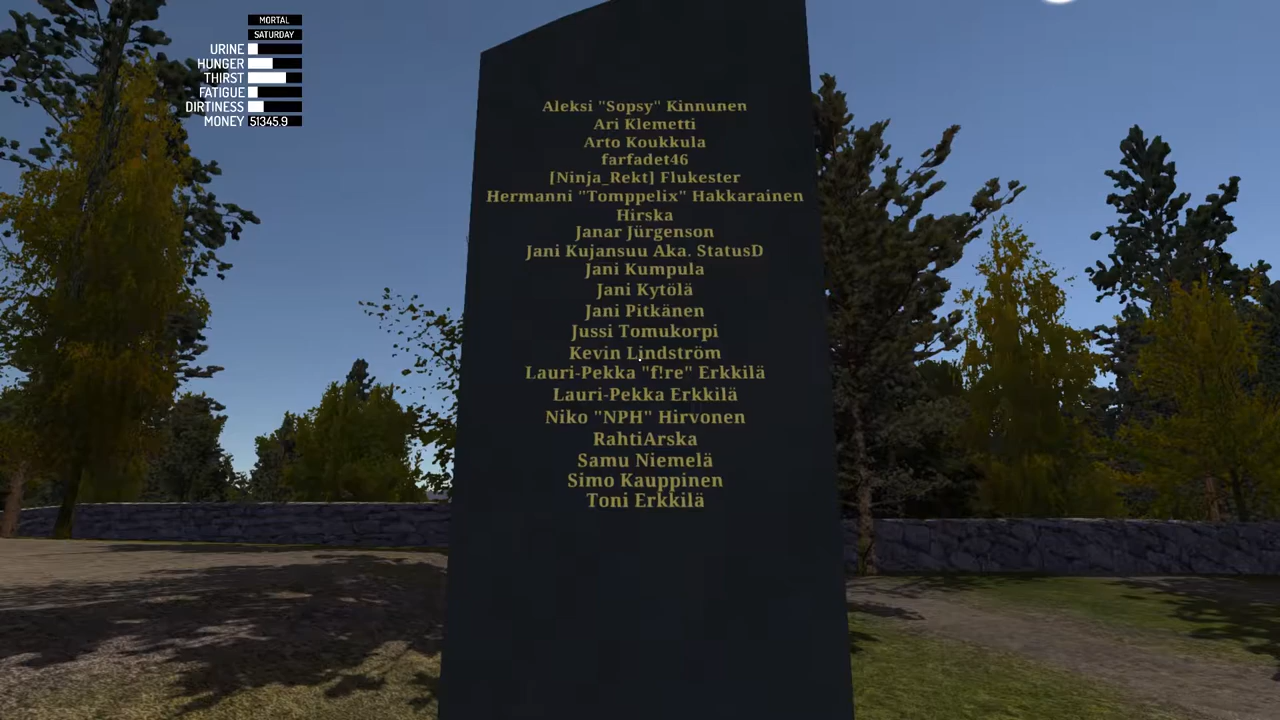 MORTAL
SATURDAY
URINE
HUNGER
THIRST
FATIGUE
DIRTINESS
MONEY 51345.9
Aleksi "Sopsy" Kinnunen
Ari Klemetti
Arto Koukkula
farfadet46
[Ninja_Rekt] Flukester
Hermanni "Tomppelix" Hakkarainen
Hirska
Janar Jürgenson
Jani Kujansuu Aka. StatusD
Jani Kumpula
Jani Kytölä
Jani Pitkänen
Jussi Tomukorpi
Kevin Lindström
Lauri-Pekka "f!re" Erkkilä
Lauri-Pekka Erkkilä
Niko "NPH" Hirvonen
RahtiArska
Samu Niemelä
Simo Kauppinen
Toni Erkkilä